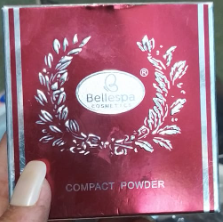 B
®
Bellespa
COSMETICS
COMPACT POWDER